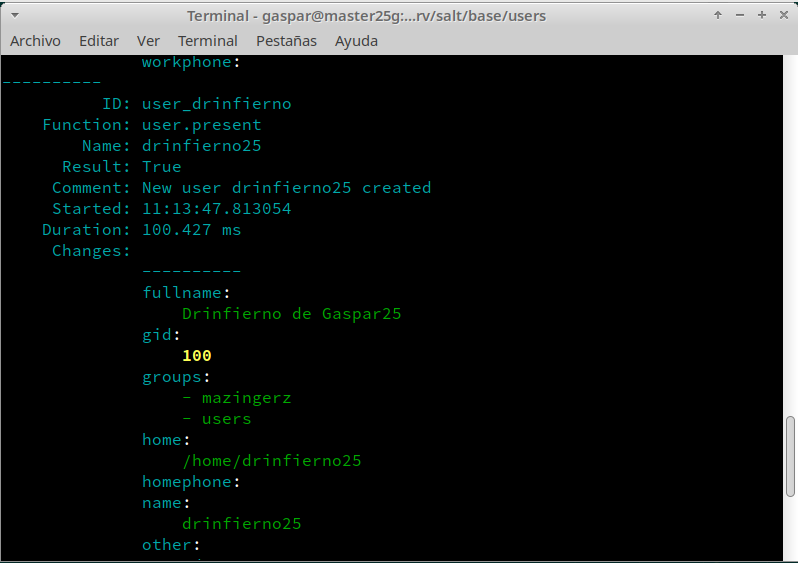 Terminal - gaspar@master25g:...rv/salt/base/users
Archivo Editar Ver Terminal Pestañas Ayuda
workphone:
----------
ID: user_drinfierno
Function: user.present
Name: drinfierno25
Result: True
Comment: New user drinfierno25 created
Started: 11:13:47.813054
Duration: 100.427 ms
Changes:
----------
fullname:
Drinfierno de Gaspar25
gid:
100
groups:
- mazingerz
- users
home:
/home/drinfierno25
homephone:
name:
drinfierno25
other: